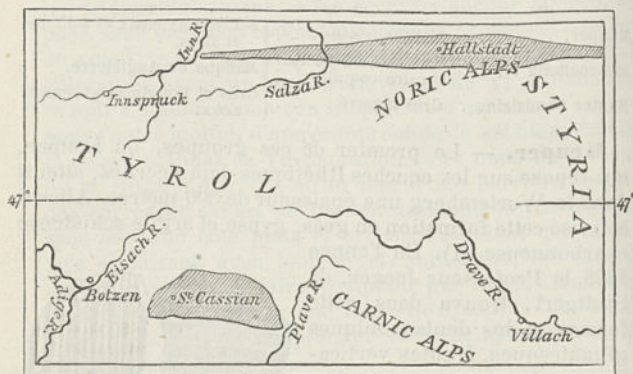 Inn R.
Hallstadt
Innspruck
Salza R.
NORIC ALPS
STYRIA
TYROL
47°
47°
Eisach R.
Adige R.
Botzen
St Cassian
Piave R.
CARNIC ALPS
Drave R.
Villach